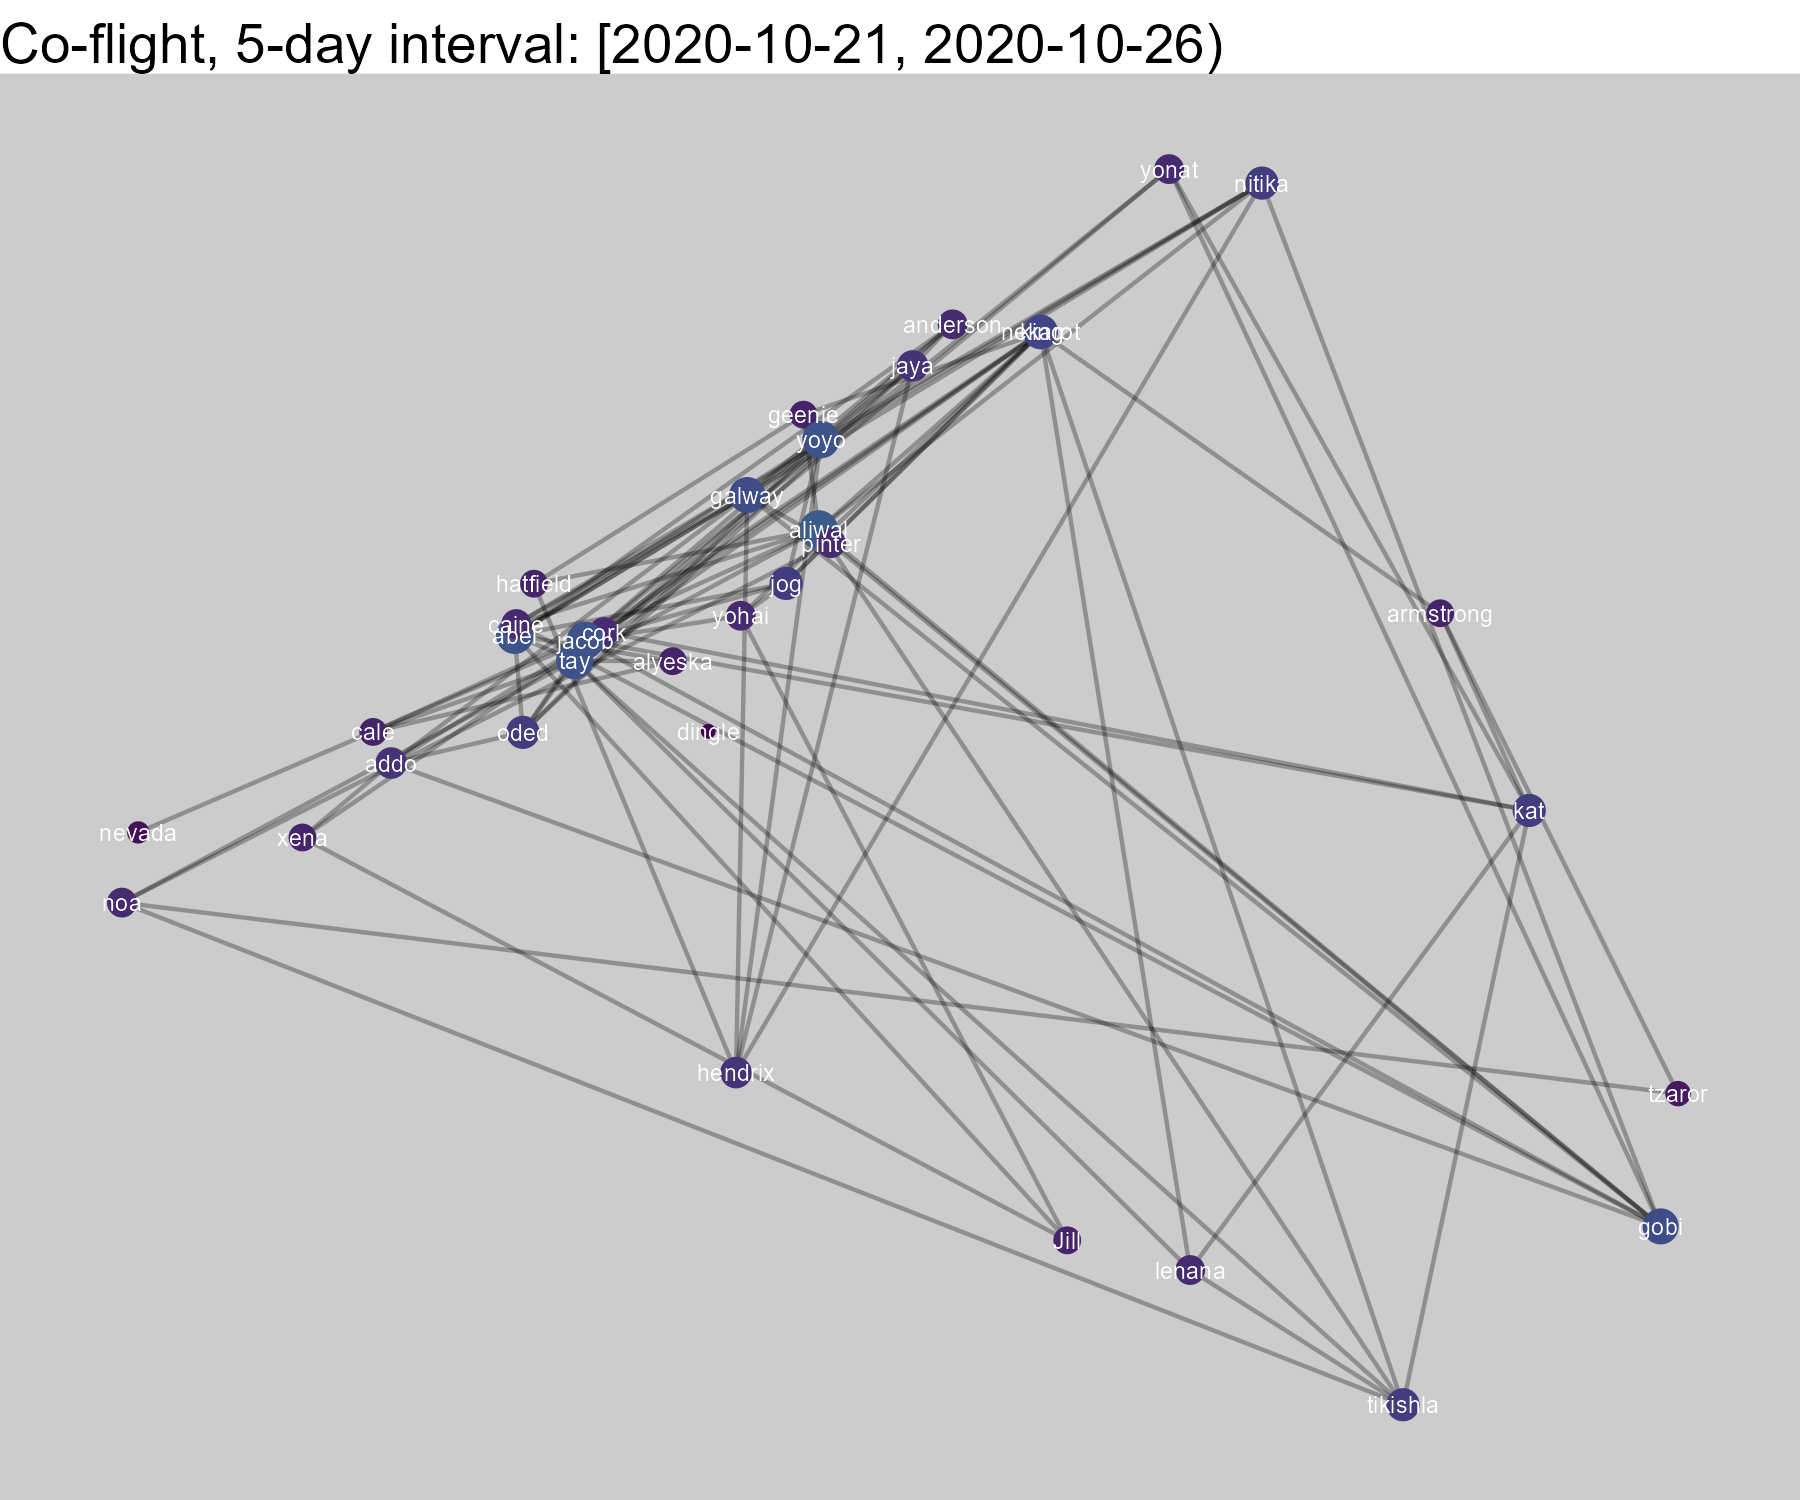 Co-flight, 5-day interval: [2020-10-21, 2020-10-26)
yonat
nitika
anderson
king
jaya
geenie
yoyo
galway
aliwal
pinter
hatfield
jog
armstrong
yohai
caine
cork
abel
jacob
tay
alyeska
cale
oded
dingle
addo
kat
nevada
xena
noa
hendrix
tzaror
gobi
Jill
lenana
tikishla